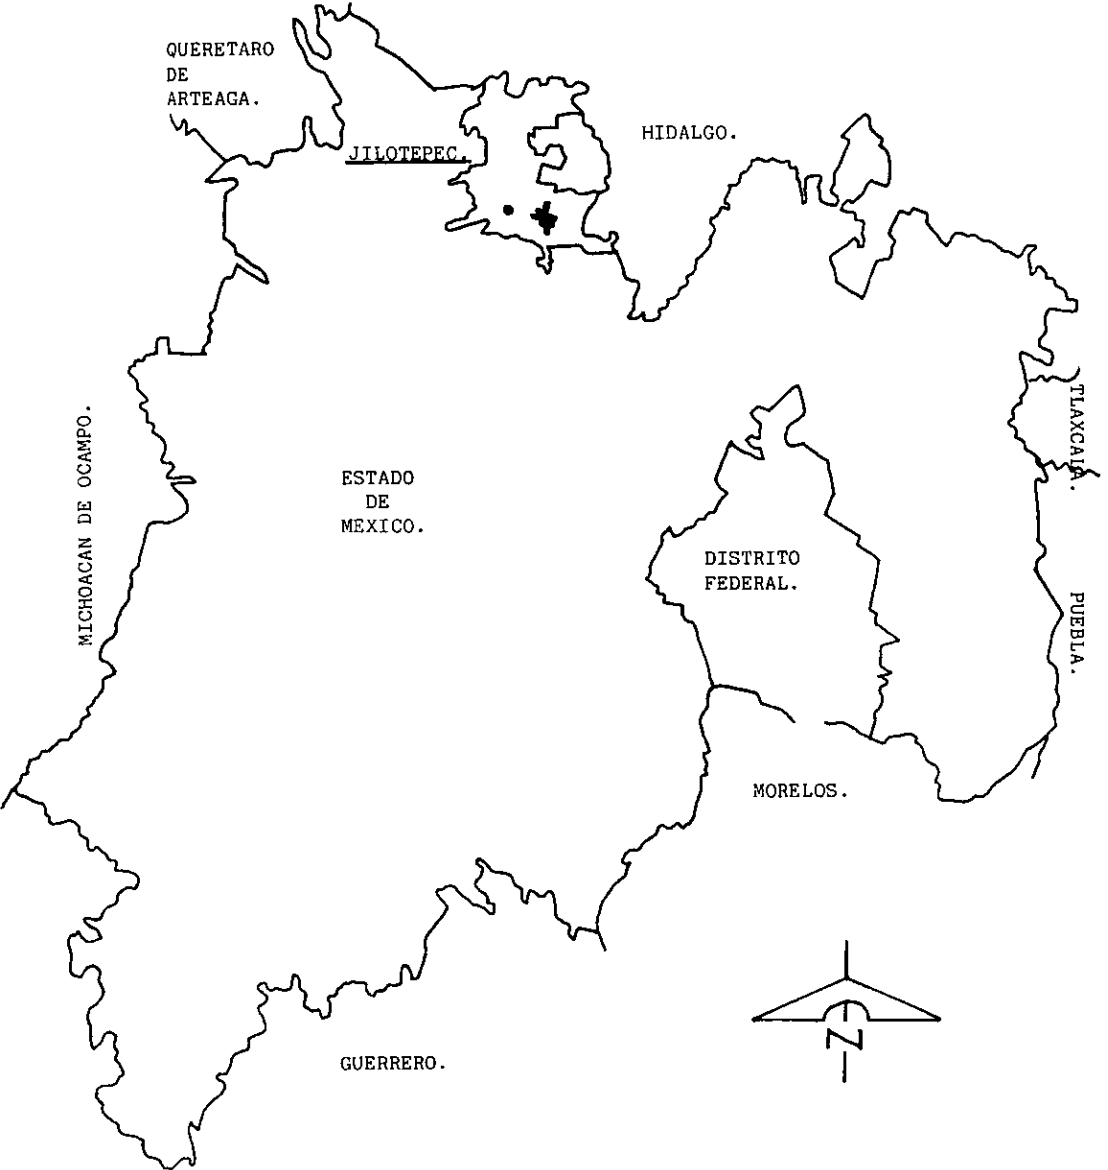 QUERETARO
DE
ARTEAGA.
JILOTEPEC.
HIDALGO.
TLAXCALA.
MICHOACAN DE OCAMPO.
ESTADO
DE
MEXICO.
DISTRITO
FEDERAL.
PUEBLA.
MORELOS.
GUERRERO.
N